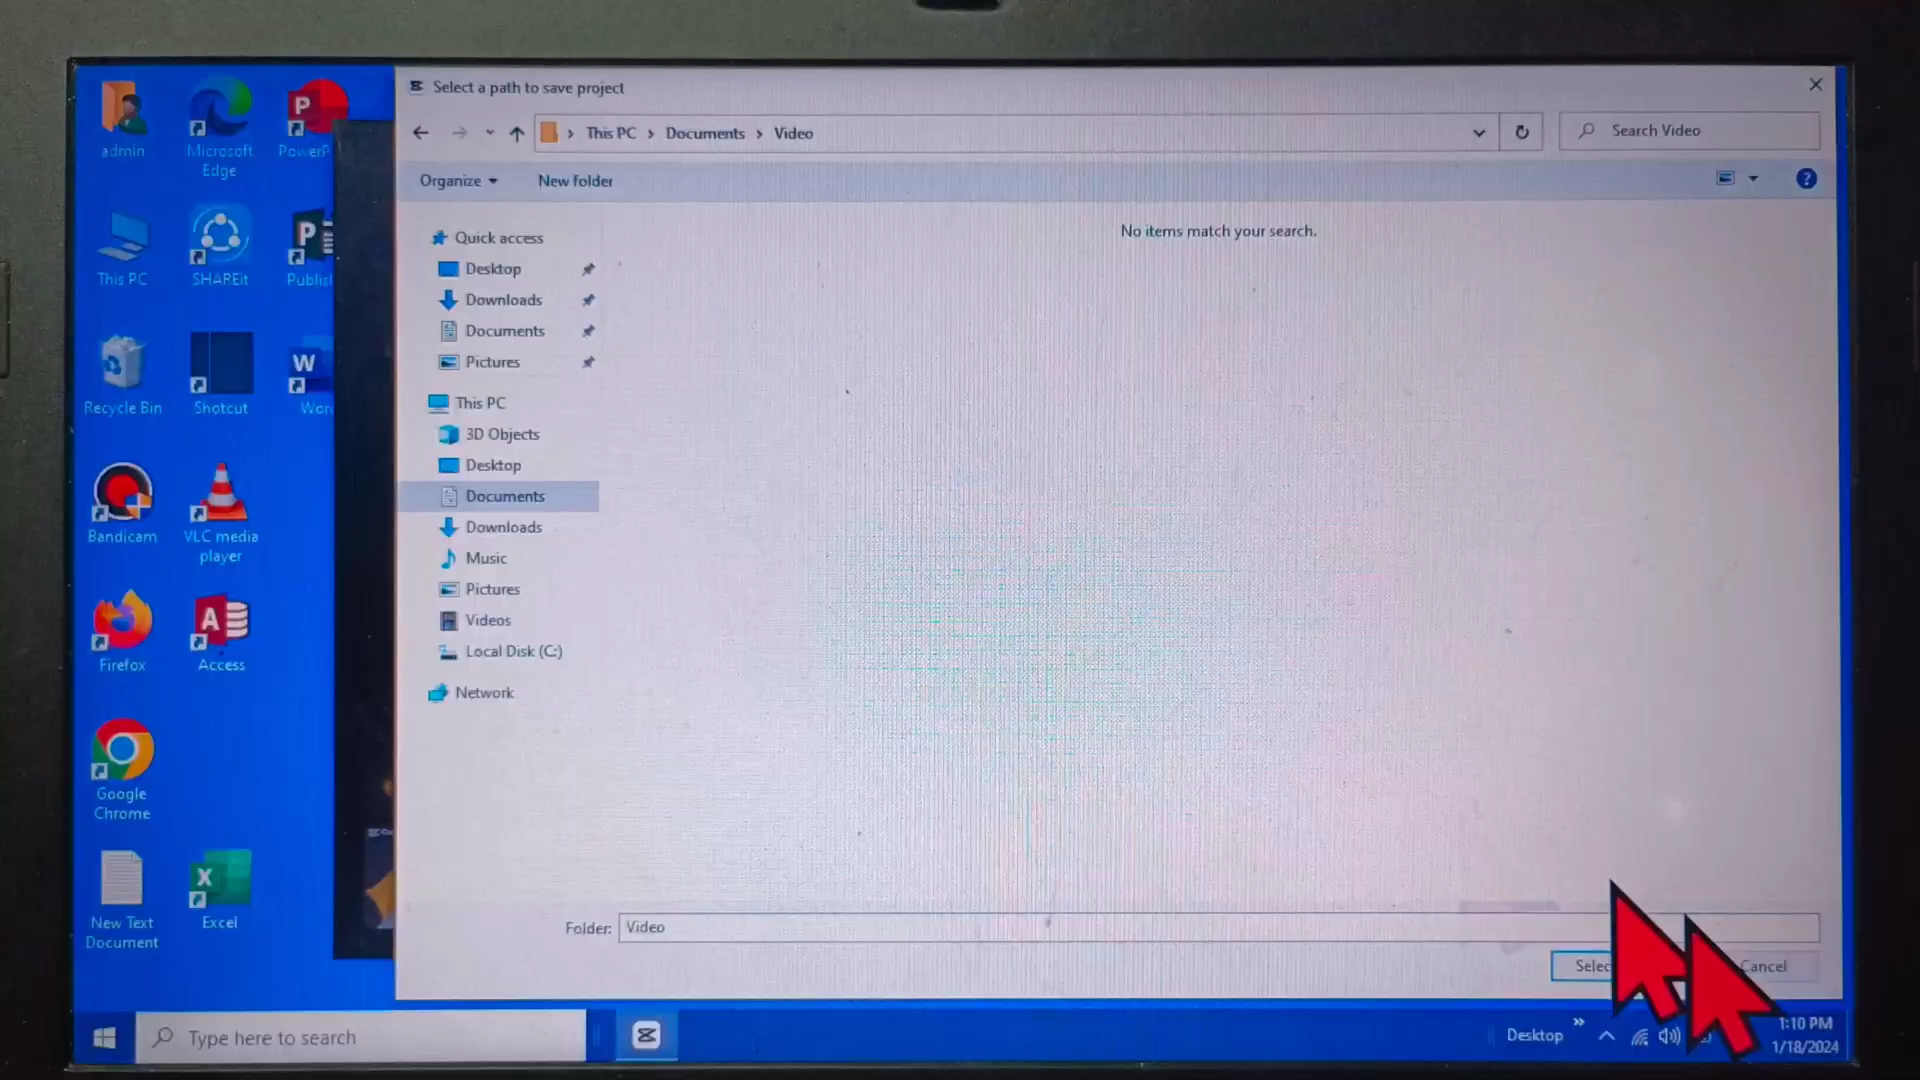 Select a path to save project
This PC > Documents > Video
Search Video
Organize
New folder
?
No items match your search.
Quick access
Desktop
Downloads
Documents
Pictures
This PC
3D Objects
Desktop
Documents
Downloads
Music
Pictures
Videos
Local Disk (C:)
Network
Folder: Video
Selec
Cancel
admin
Microsoft
Edge
P
PowerP
This PC
SHAREit
P
Publis
Recycle Bin
Shotcut
W
Wor
Bandicam
VLC media
player
Firefox
A
Access
Google
Chrome
New Text
Document
X
Excel
Type here to search
Desktop
1:10 PM
1/18/2024